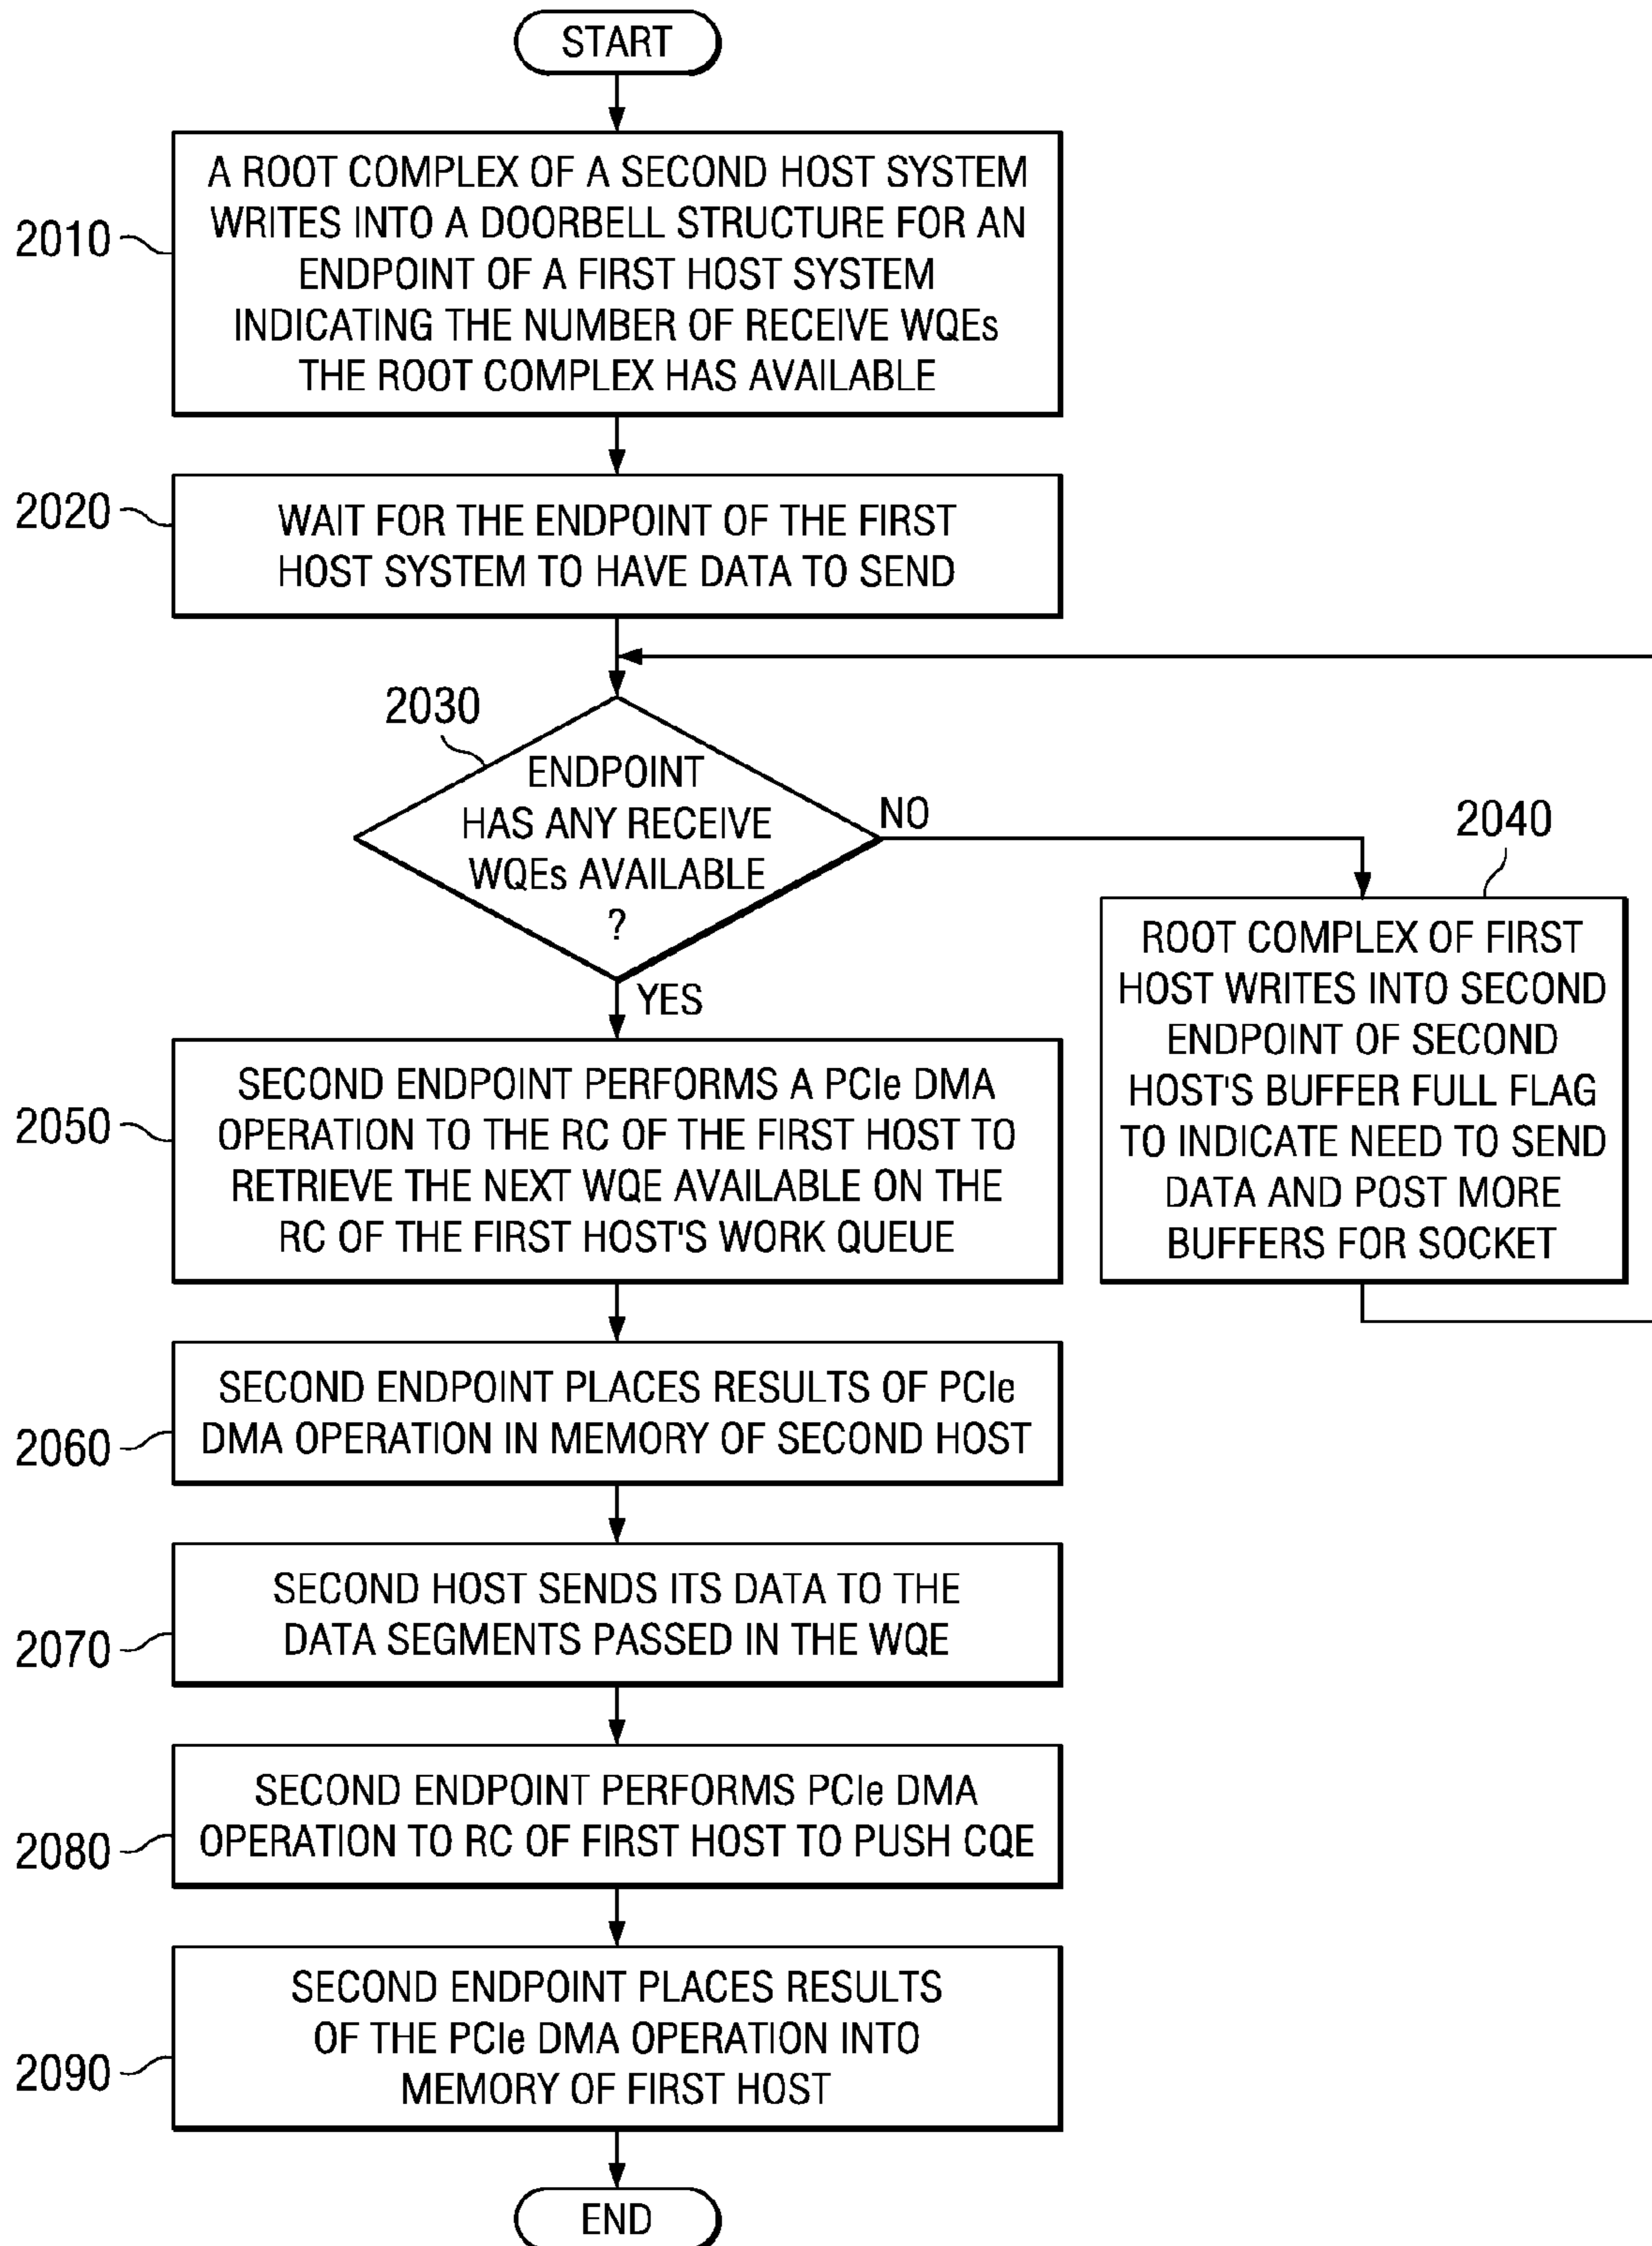 START
2010
A ROOT COMPLEX OF A SECOND HOST SYSTEM
WRITES INTO A DOORBELL STRUCTURE FOR AN
ENDPOINT OF A FIRST HOST SYSTEM
INDICATING THE NUMBER OF RECEIVE WQEs
THE ROOT COMPLEX HAS AVAILABLE
2020
WAIT FOR THE ENDPOINT OF THE FIRST
HOST SYSTEM TO HAVE DATA TO SEND
2030
ENDPOINT
HAS ANY RECEIVE
WQEs AVAILABLE
?
NO
YES
2040
ROOT COMPLEX OF FIRST
HOST WRITES INTO SECOND
ENDPOINT OF SECOND
HOST'S BUFFER FULL FLAG
TO INDICATE NEED TO SEND
DATA AND POST MORE
BUFFERS FOR SOCKET
2050
SECOND ENDPOINT PERFORMS A PCIe DMA
OPERATION TO THE RC OF THE FIRST HOST TO
RETRIEVE THE NEXT WQE AVAILABLE ON THE
RC OF THE FIRST HOST'S WORK QUEUE
2060
SECOND ENDPOINT PLACES RESULTS OF PCIe
DMA OPERATION IN MEMORY OF SECOND HOST
2070
SECOND HOST SENDS ITS DATA TO THE
DATA SEGMENTS PASSED IN THE WQE
2080
SECOND ENDPOINT PERFORMS PCIe DMA
OPERATION TO RC OF FIRST HOST TO PUSH CQE
2090
SECOND ENDPOINT PLACES RESULTS
OF THE PCIe DMA OPERATION INTO
MEMORY OF FIRST HOST
END